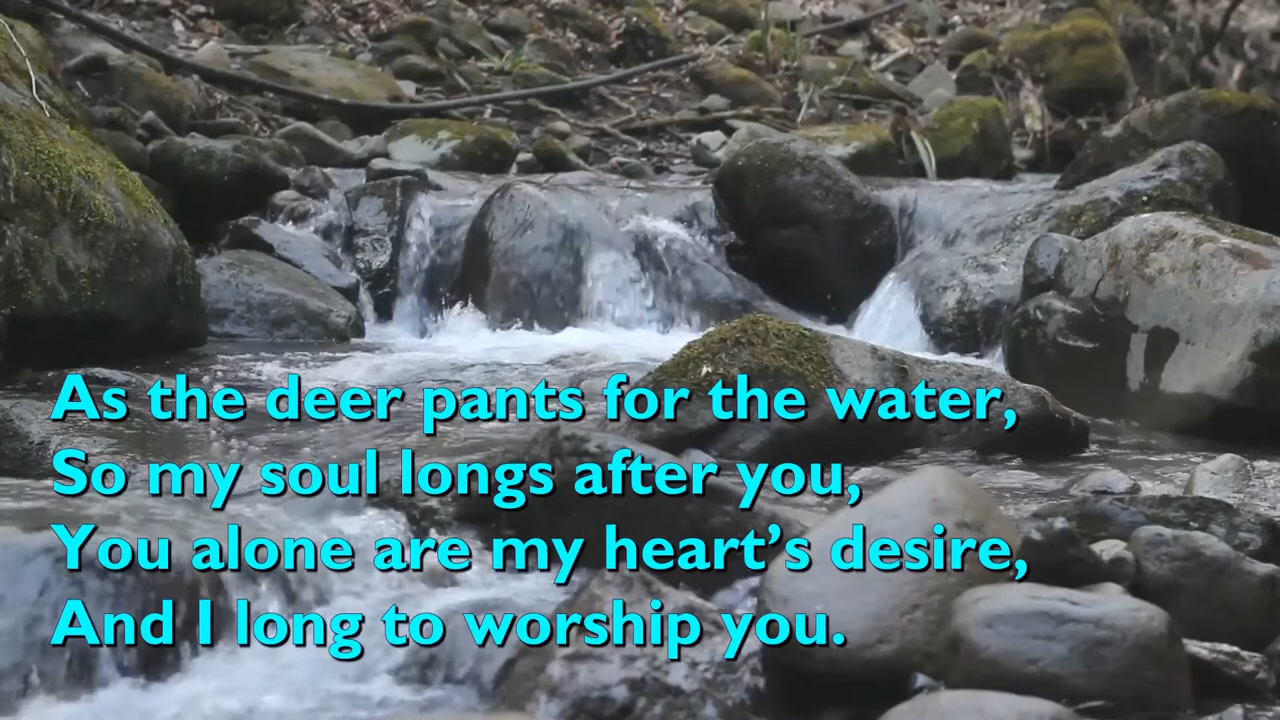 As the deer pants for the water,
So my soul longs after you,
You alone are my heart’s desire,
And I long to worship you.